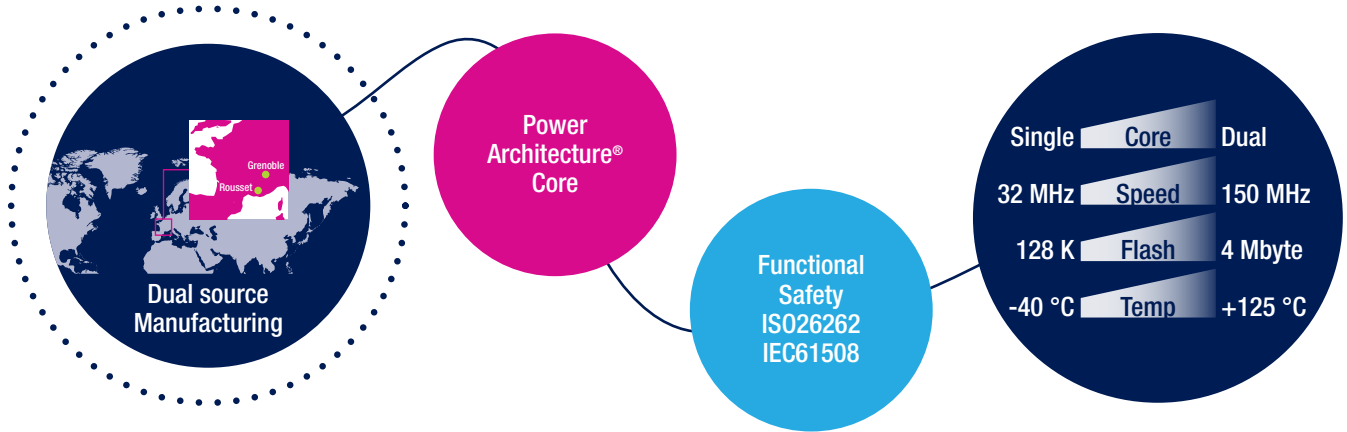 Grenoble
Rousset
Dual source
Manufacturing
Power
Architecture®
Core
Functional
Safety
ISO26262
IEC61508
Single Core Dual
32 MHz Speed 150 MHz
128 K Flash 4 Mbyte
-40 °C Temp +125 °C